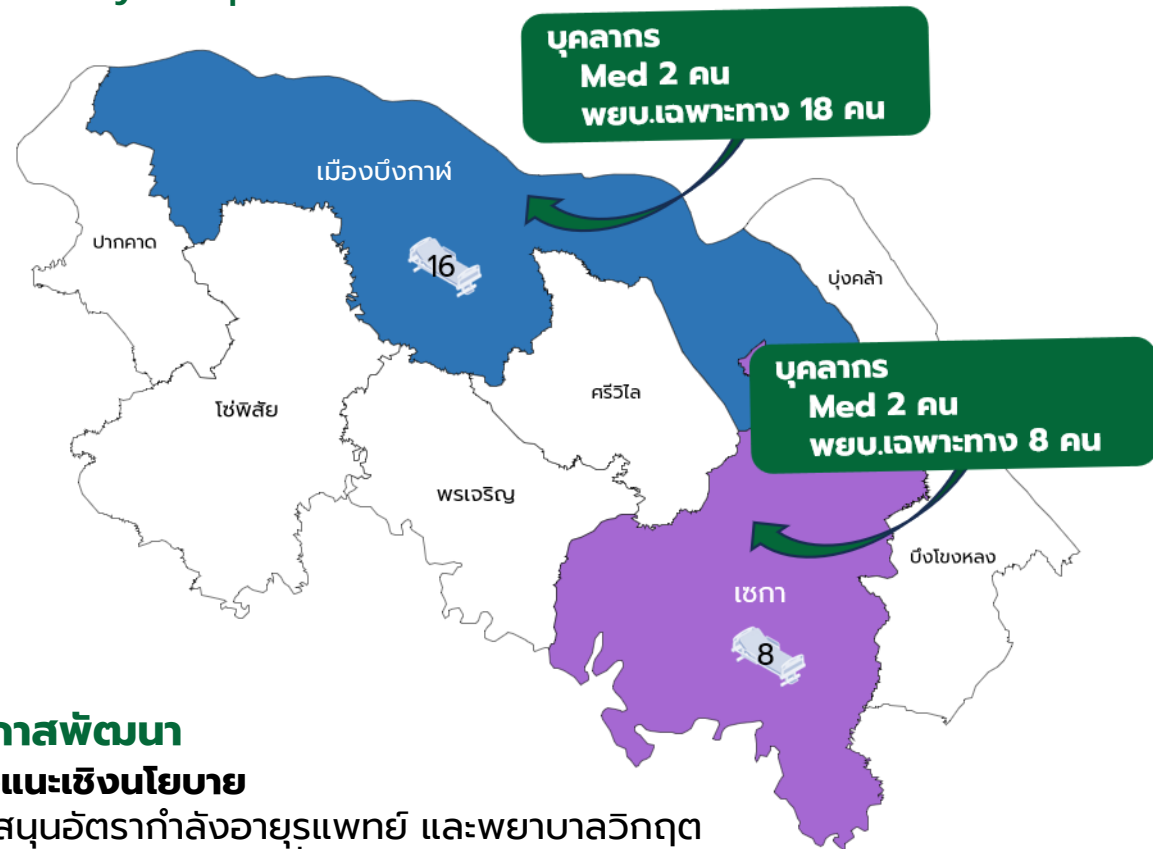 บุคลากร
Med 2 คน
พยบ.เฉพาะทาง 18 คน
เมืองบึงกาฬ
ปากคาด
16
บุ่งคล้า
บุคลากร
Med 2 คน
พยบ.เฉพาะทาง 8 คน
ศรีวิไล
โซ่พิสัย
พรเจริญ
บึงโขงหลง
เซกา
8
กาสพัฒนา
แนะเชิงนโยบาย
สนุนอัตรากำลังอายุรแพทย์ และพยาบาลวิกฤต